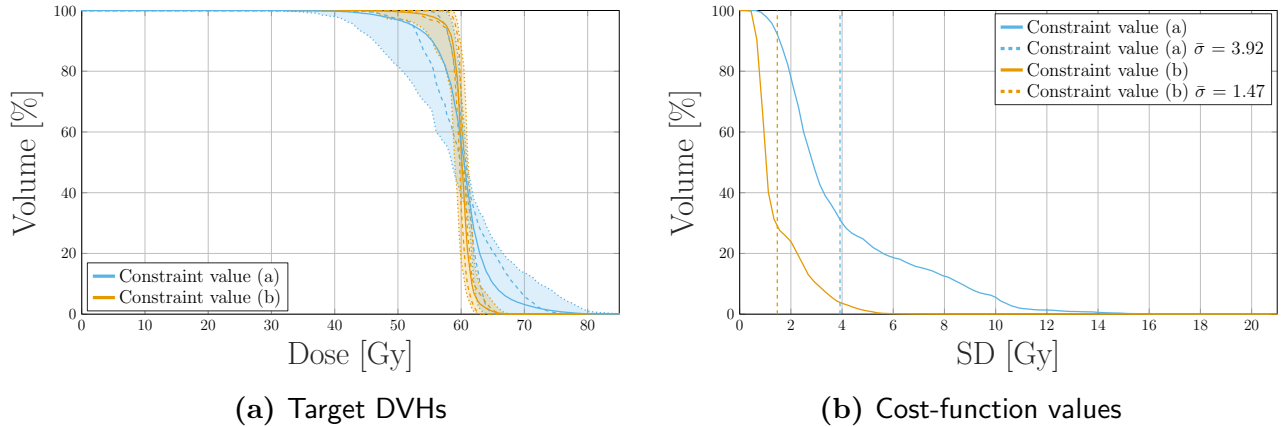 100
80
60
40
20
0
Volume [%]
Constraint value (a)
Constraint value (b)
0 10 20 30 40 50 60 70 80
Dose [Gy]
(a) Target DVHs
100
80
60
40
20
0
Volume [%]
Constraint value (a)
Constraint value (a) σ̄ = 3.92
Constraint value (b)
Constraint value (b) σ̄ = 1.47
0 2 4 6 8 10 12 14 16 18 20
SD [Gy]
(b) Cost-function values